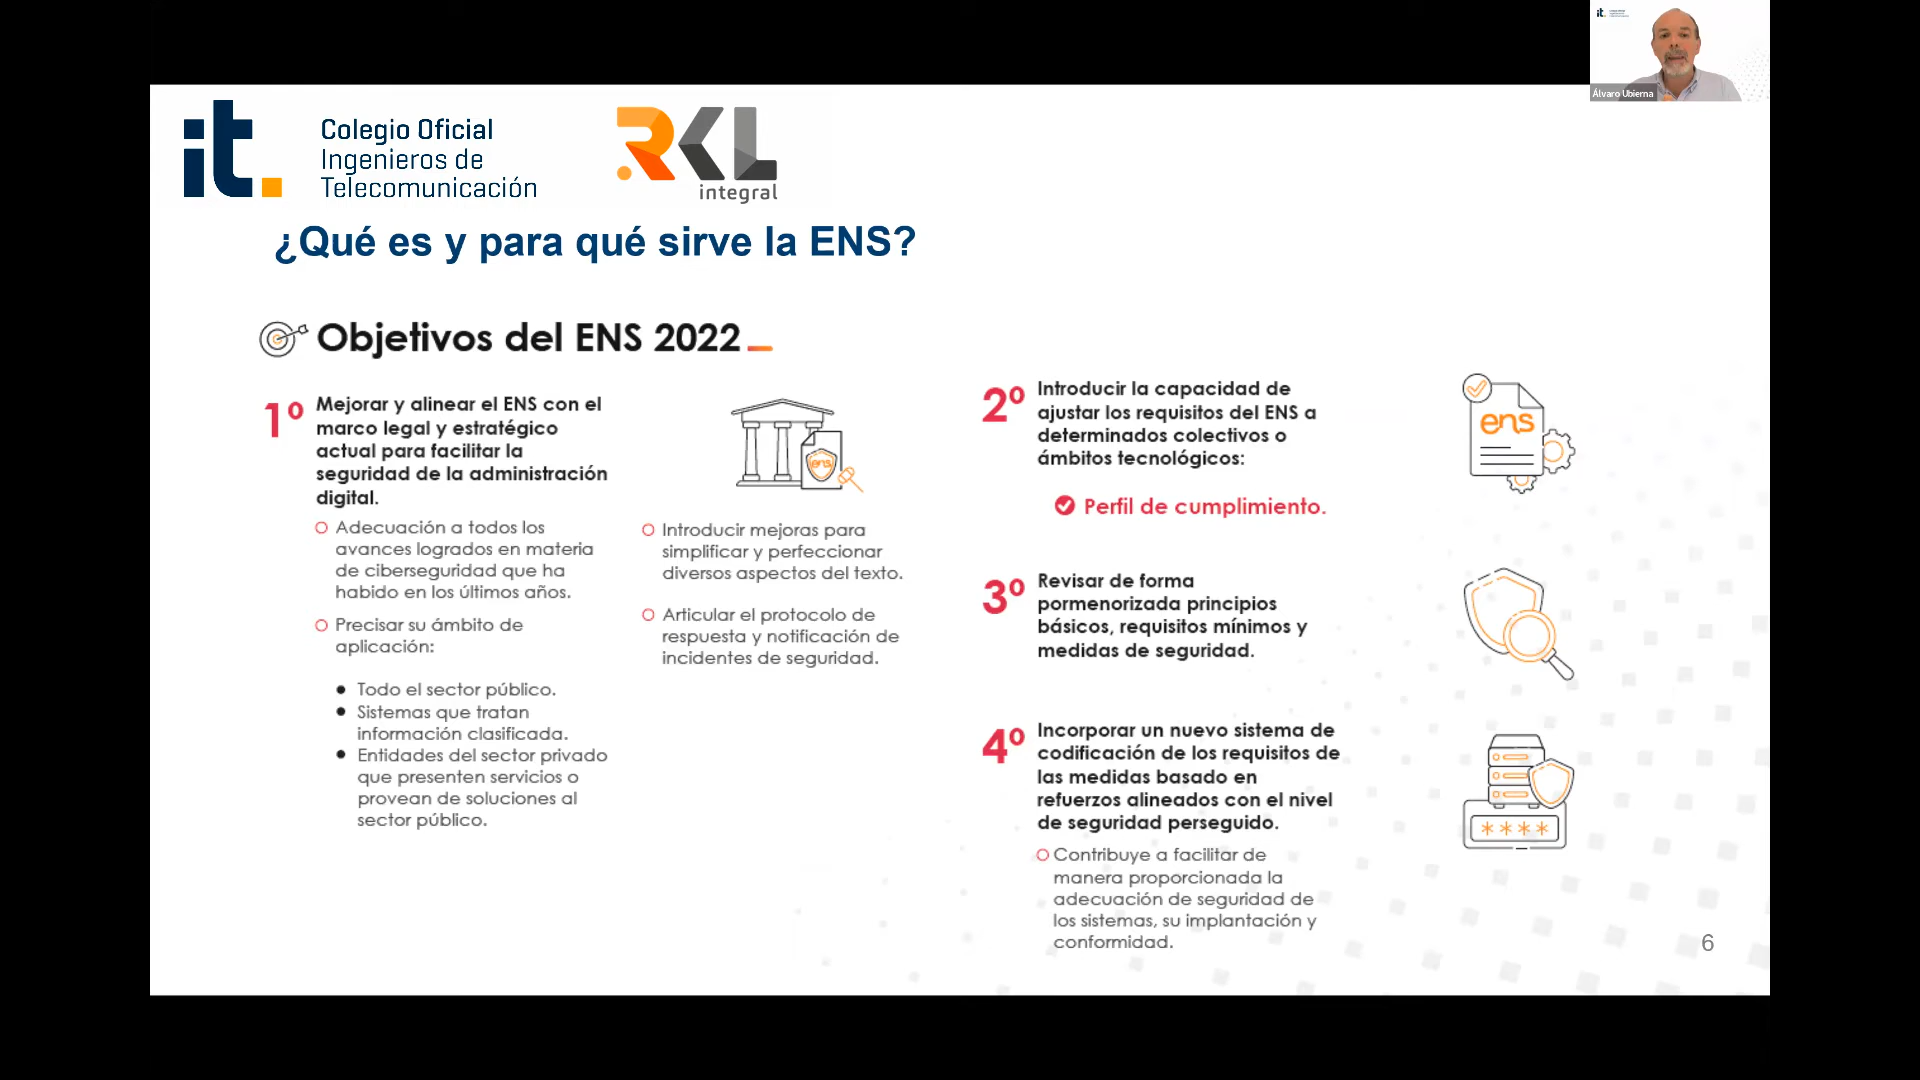 it.
Colegio Oficial
Ingenieros de
Telecomunicación
RKL
integral
Álvaro Ubierna
¿Qué es y para qué sirve la ENS?
Objetivos del ENS 2022
1º
Mejorar y alinear el ENS con el
marco legal y estratégico
actual para facilitar la
seguridad de la administración
digital.
Adecuación a todos los
avances logrados en materia
de ciberseguridad que ha
habido en los últimos años.
Precisar su ámbito de
aplicación:
Todo el sector público.
Sistemas que tratan
información clasificada.
Entidades del sector privado
que presenten servicios o
provean de soluciones al
sector público.
ens
Introducir mejoras para
simplificar y perfeccionar
diversos aspectos del texto.
Articular el protocolo de
respuesta y notificación de
incidentes de seguridad.
2º
Introducir la capacidad de
ajustar los requisitos del ENS a
determinados colectivos o
ámbitos tecnológicos:
Perfil de cumplimiento.
ens
3º
Revisar de forma
pormenorizada principios
básicos, requisitos mínimos y
medidas de seguridad.
4º
Incorporar un nuevo sistema de
codificación de los requisitos de
las medidas basado en
refuerzos alineados con el nivel
de seguridad perseguido.
Contribuye a facilitar de
manera proporcionada la
adecuación de seguridad de
los sistemas, su implantación y
conformidad.
****
6